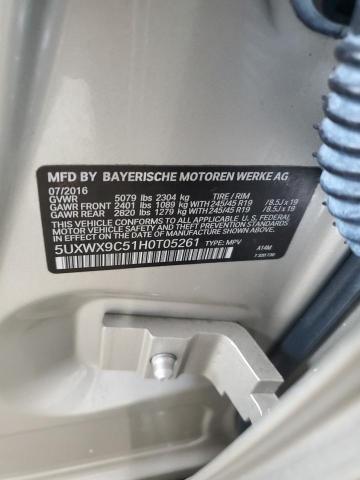 MFD BY BAYERISCHE MOTOREN WERKE AG
07/2016 TIRE / RIM
GVWR 5079 lbs 2304 kg
GAWR FRONT 2401 lbs 1089 kg WITH 245/45 R19 /8.5J x 19
GAWR REAR 2820 lbs 1279 kg WITH 245/45 R19 /8.5J x 19
THIS VEHICLE CONFORMS TO ALL APPLICABLE U.S. FEDERAL
MOTOR VEHICLE SAFETY, BUMPER, AND THEFT PREVENTION
STANDARDS IN EFFECT ON THE DATE OF MANUFACTURE SHOWN ABOVE.
5UXWX9C51H0T05261 TYPE: MPV A14M